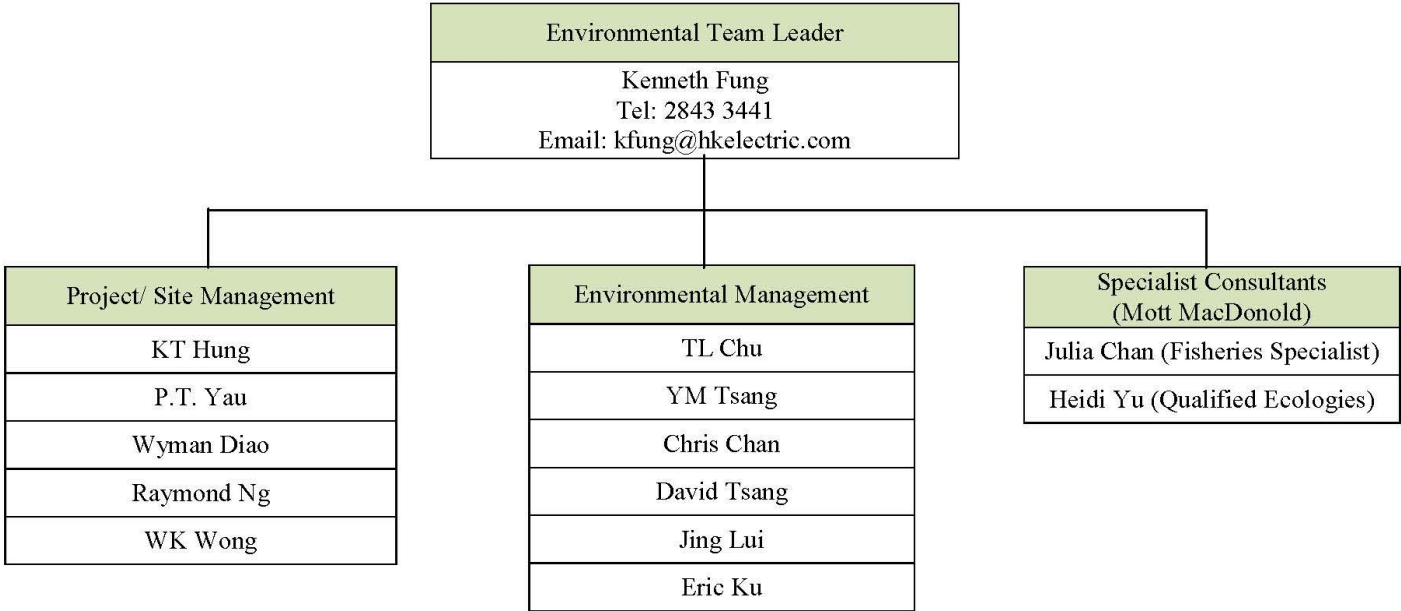 Environmental Team Leader
Kenneth Fung
Tel: 2843 3441
Email: kfung@hkelectric.com
Project/ Site Management
KT Hung
P.T. Yau
Wyman Diao
Raymond Ng
WK Wong
Environmental Management
TL Chu
YM Tsang
Chris Chan
David Tsang
Jing Lui
Eric Ku
Specialist Consultants
(Mott MacDonold)
Julia Chan (Fisheries Specialist)
Heidi Yu (Qualified Ecologies)